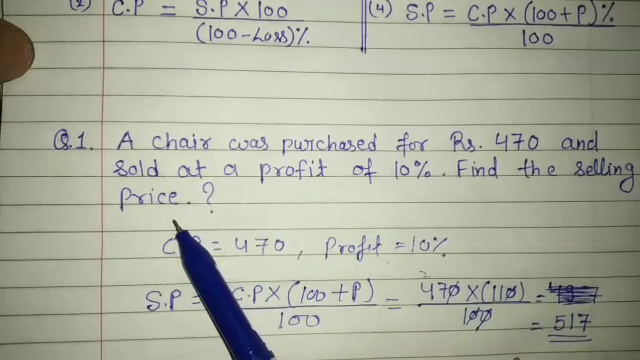 (2) C.P = S.P × 100 / (100 - Loss)%
(4) S.P = C.P × (100 + P)% / 100
Q.1. A chair was purchased for Rs. 470 and
Sold at a profit of 10%. Find the selling
Price.?
= 470, Profit = 10%
S.P = C.P × (100 + P) / 100 = 470 × (110) / 100 =
= 517